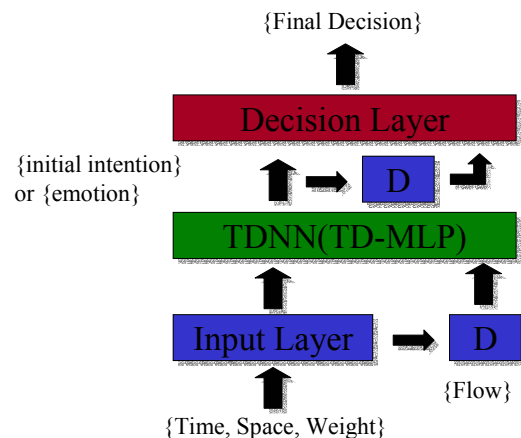 {Final Decision}
Decision Layer
{initial intention}
or {emotion}
D
TDNN(TD-MLP)
Input Layer
D
{Flow}
{Time, Space, Weight}